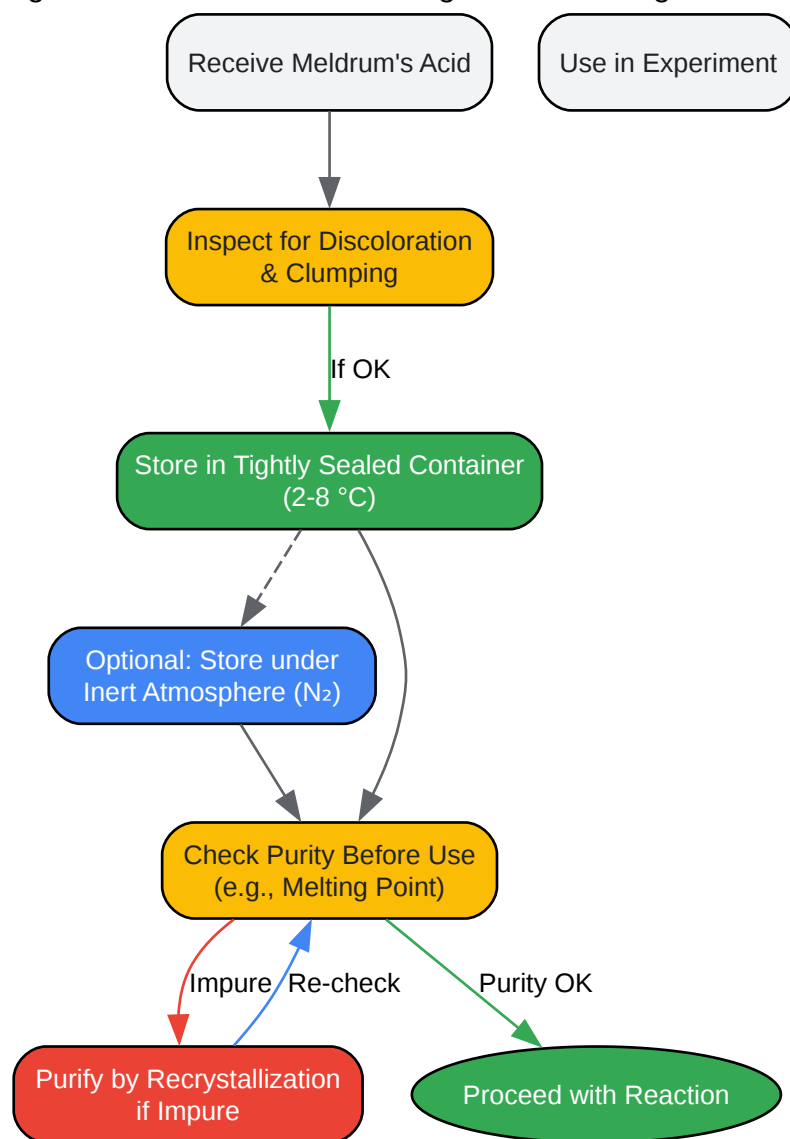 Receive Meldrum's Acid
Use in Experiment
Inspect for Discoloration
& Clumping
If OK
Store in Tightly Sealed Container
(2-8 °C)
Optional: Store under
Inert Atmosphere (N₂)
Check Purity Before Use
(e.g., Melting Point)
Impure
Re-check
Purity OK
Purify by Recrystallization
if Impure
Proceed with Reaction